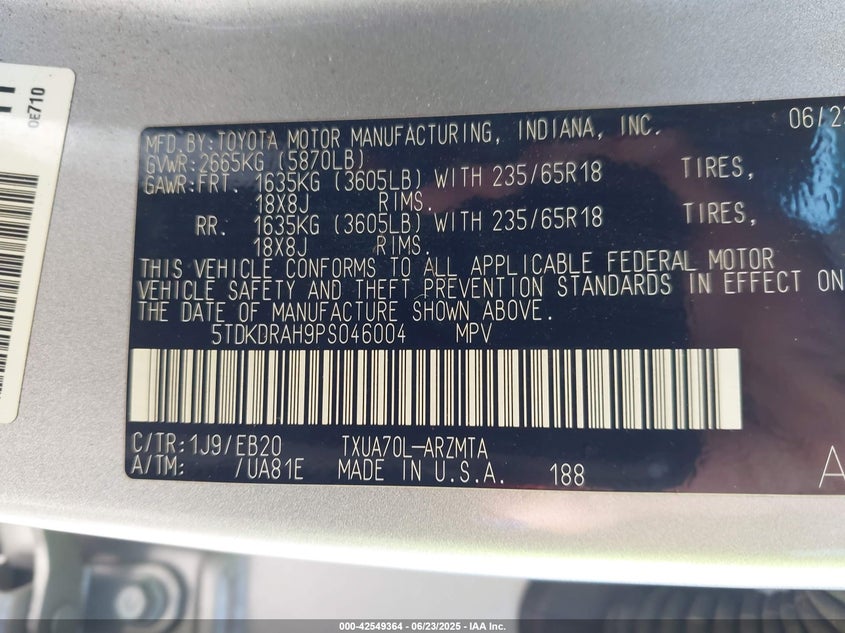 OE710
06/23
MFD.BY:TOYOTA MOTOR MANUFACTURING, INDIANA, INC.
GVWR:2665KG (5870LB)
GAWR:FRT. 1635KG (3605LB) WITH 235/65R18 TIRES,
18X8J RIMS.
RR. 1635KG (3605LB) WITH 235/65R18 TIRES,
18X8J RIMS.
THIS VEHICLE CONFORMS TO ALL APPLICABLE FEDERAL MOTOR
VEHICLE SAFETY AND THEFT PREVENTION STANDARDS IN EFFECT ON
THE DATE OF MANUFACTURE SHOWN ABOVE.
5TDKDRAH9PS046004 MPV
C/TR:1J9/EB20 TXUA70L-ARZMTA
A/TM: /UA81E MADE IN U.S.A. 188
A
000-42549364 - 06/23/2025 - IAA Inc.